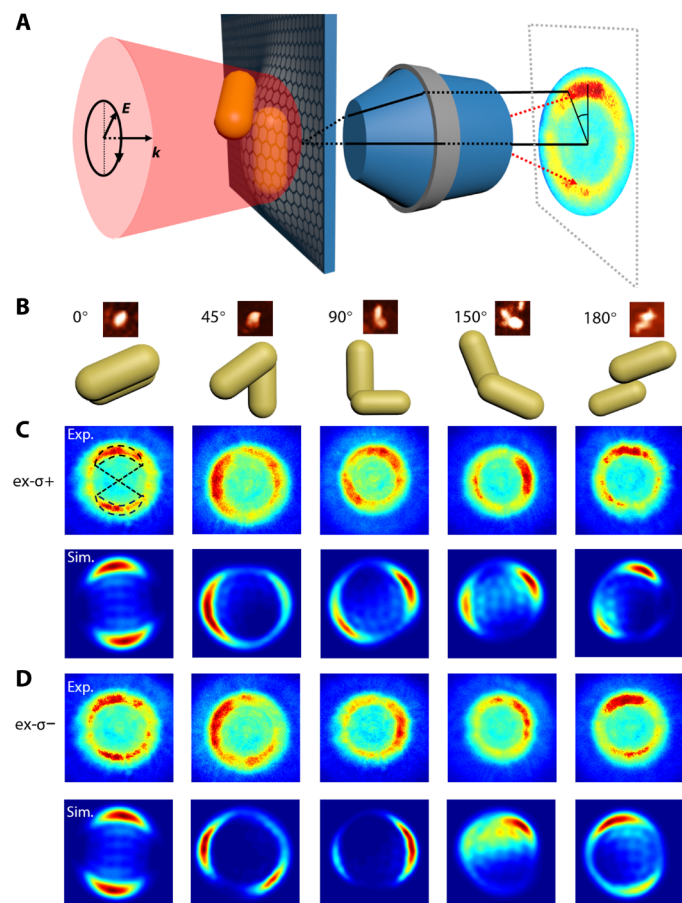 A
E
k
B
0°
45°
90°
150°
180°
C
Exp.
ex-σ+
Sim.
D
Exp.
ex-σ−
Sim.